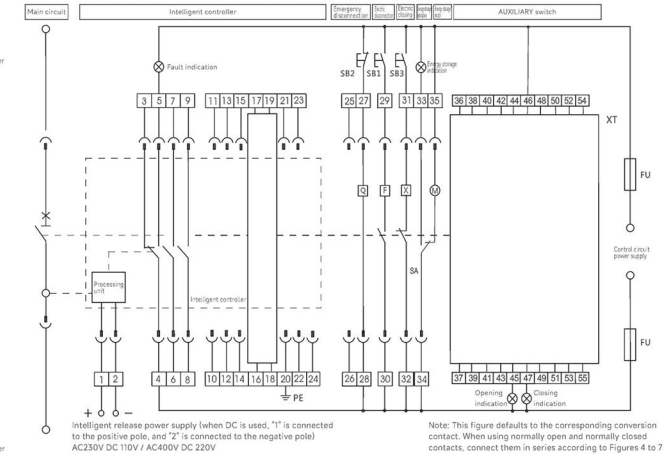 Main circuit
Intelligent controller
Emergency disconnection
Electric closing
AUXILIARY switch
Fault indication
SB2 SB1 SB3
Energy storage indication
3 5 7 9 11 13 15 17 19 21 23 25 27 29 31 33 35 36 38 40 42 44 46 48 50 52 54
XT
FU
Q F X M
SA
Control circuit power supply
Processing unit
Intelligent controller
FU
1 2 4 6 8 10 12 14 16 18 20 22 24 26 28 30 32 34 37 39 41 43 45 47 49 51 53 55
PE
Opening indication
Closing indication
+ −
Intelligent release power supply (when DC is used, "1" is connected
to the positive pole, and "2" is connected to the negative pole)
AC230V DC 110V / AC400V DC 220V
Note: This figure defaults to the corresponding conversion
contact. When using normally open and normally closed
contacts, connect them in series according to Figures 4 to 7